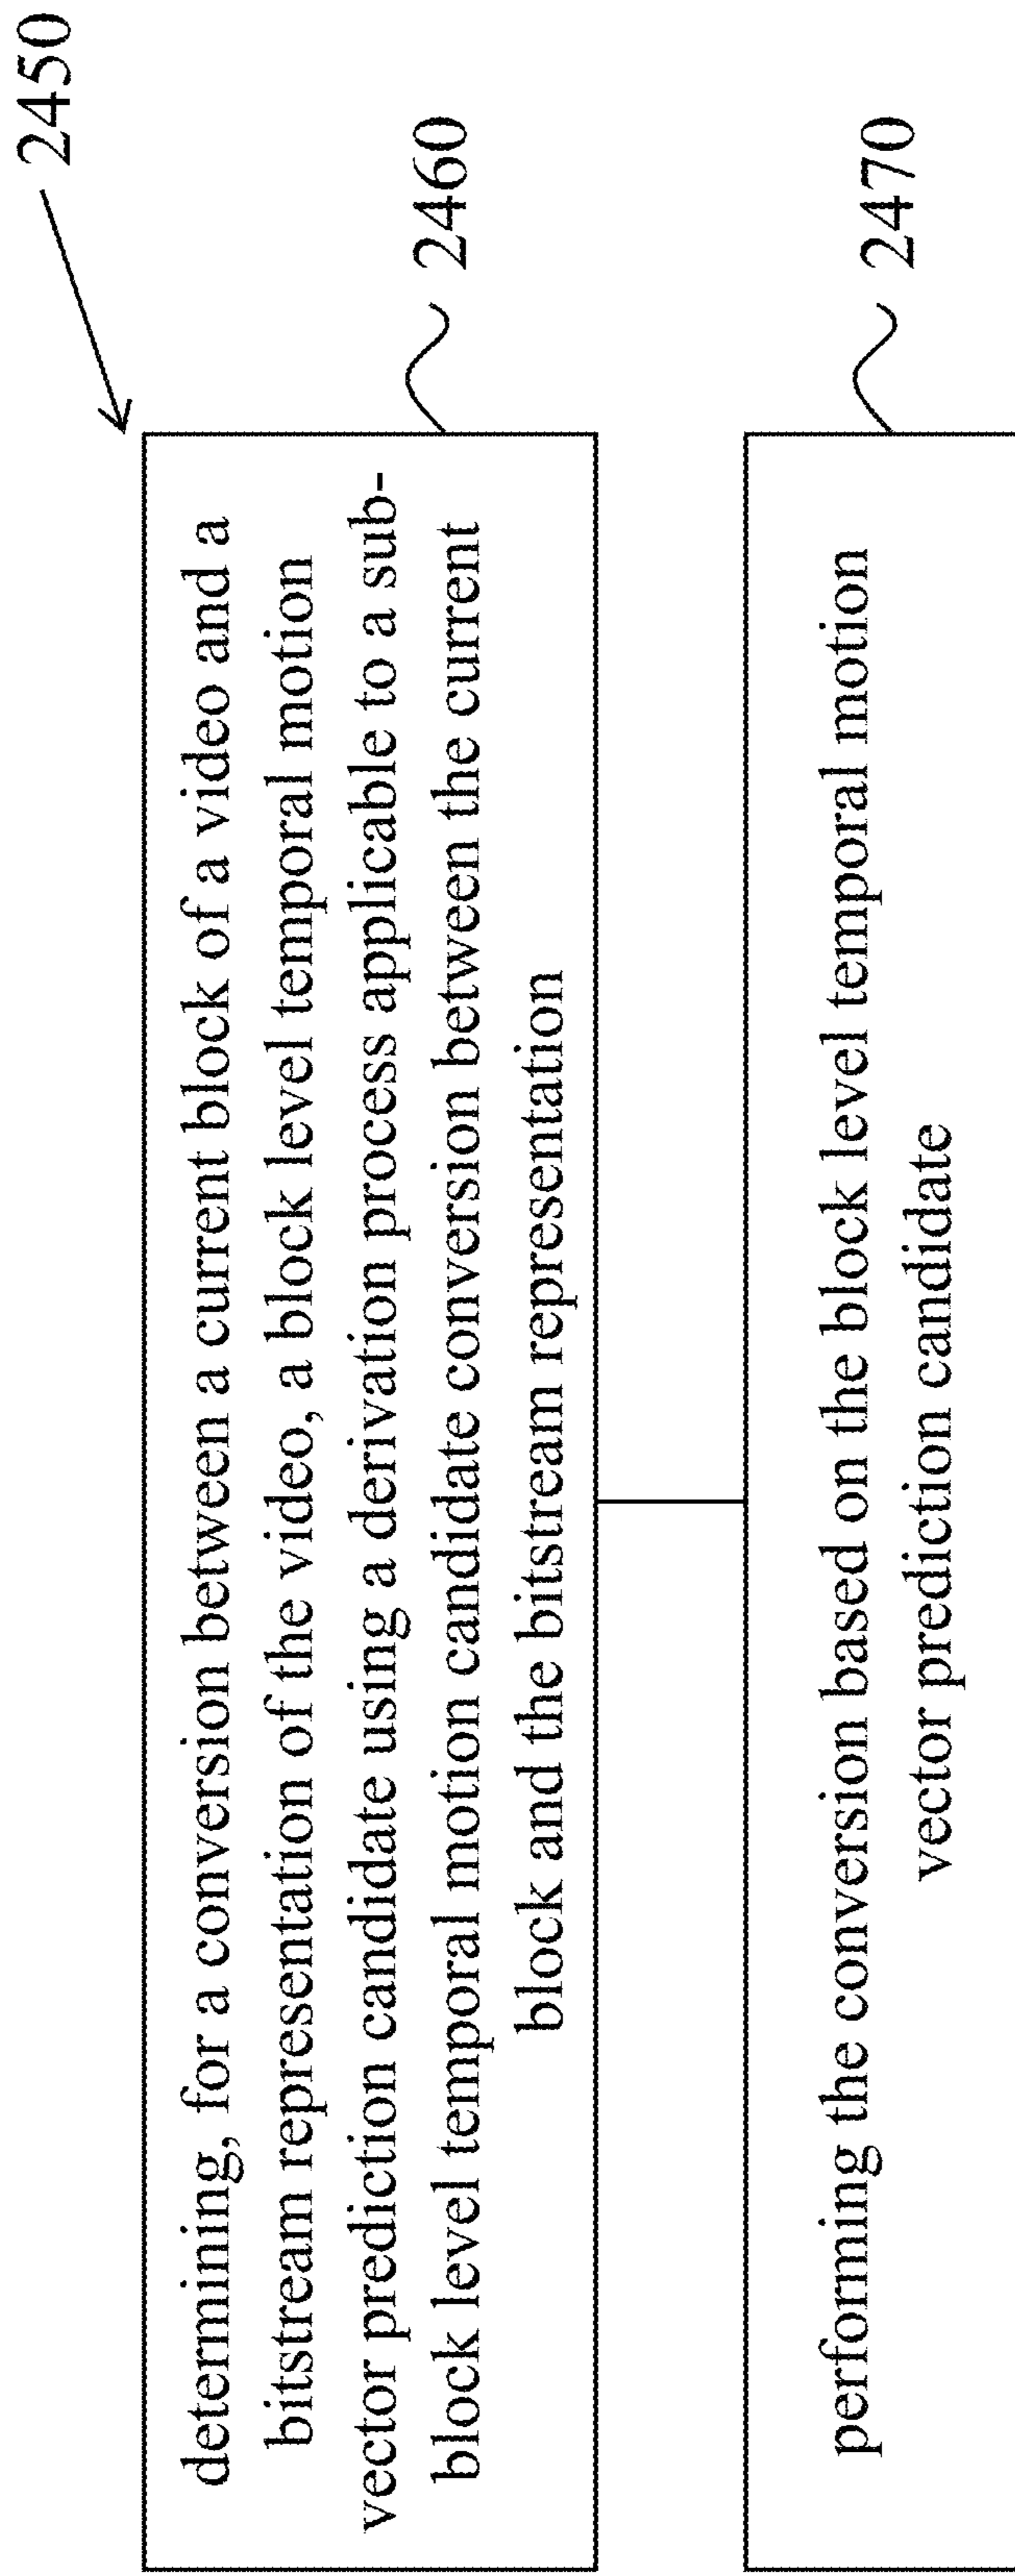 2450
determining, for a conversion between a current block of a video and a
bitstream representation of the video, a block level temporal motion
vector prediction candidate using a derivation process applicable to a sub-
block level temporal motion candidate conversion between the current
block and the bitstream representation
2460
performing the conversion based on the block level temporal motion
vector prediction candidate
2470